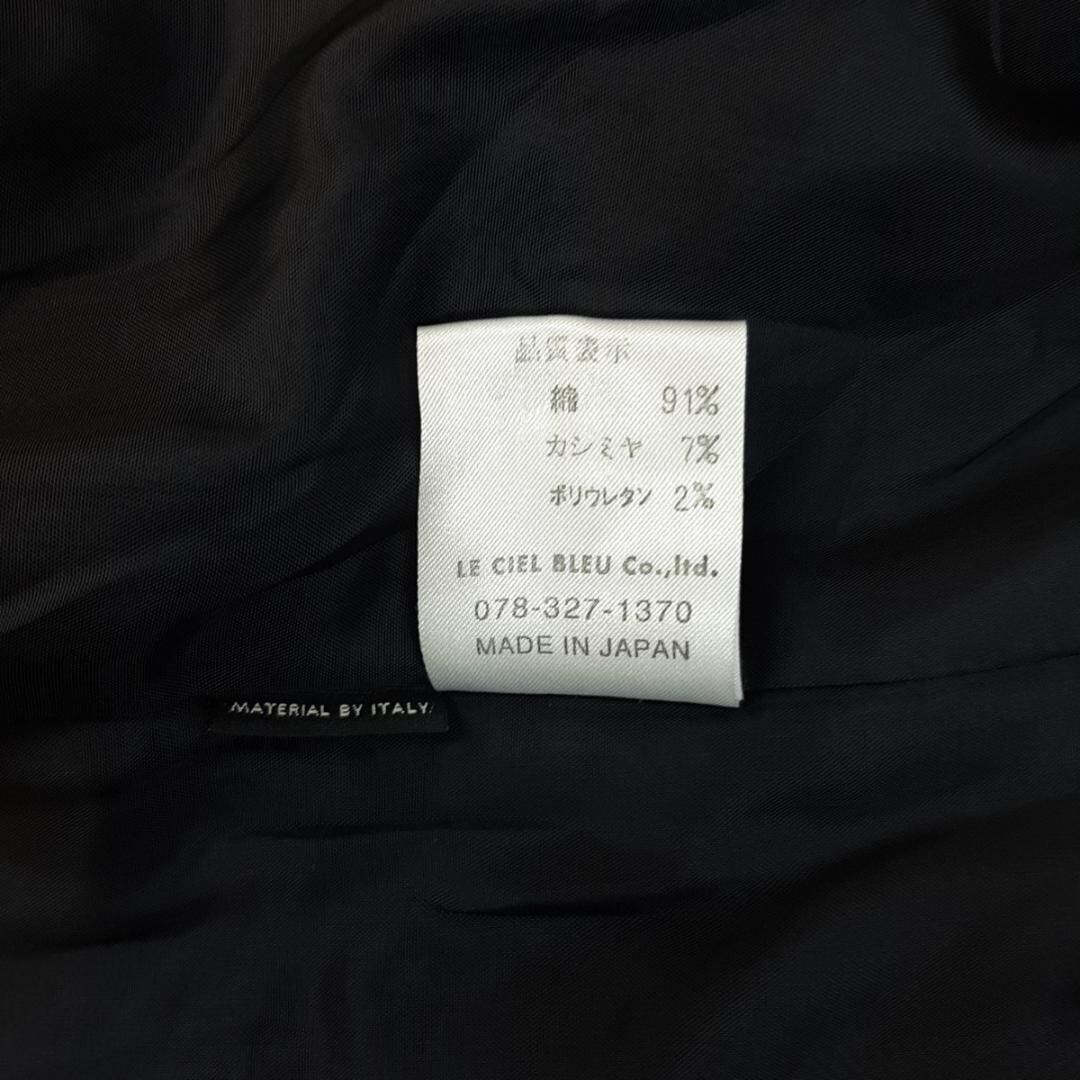 品質表示
綿 91%
カシミヤ 7%
ポリウレタン 2%
LE CIEL BLEU Co.,ltd.
078-327-1370
MADE IN JAPAN
MATERIAL BY ITALY